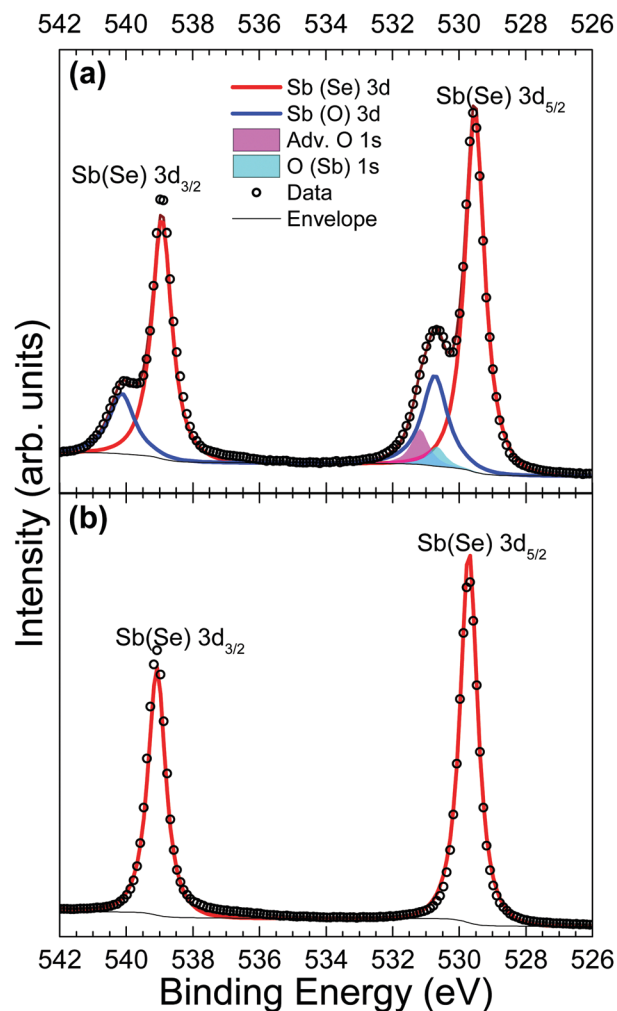 542 540 538 536 534 532 530 528 526
(a)
Sb (Se) 3d
Sb (O) 3d
Adv. O 1s
O (Sb) 1s
Data
Envelope
Sb(Se) 3d5/2
Sb(Se) 3d3/2
(b)
Sb(Se) 3d5/2
Sb(Se) 3d3/2
Intensity (arb. units)
542 540 538 536 534 532 530 528 526
Binding Energy (eV)